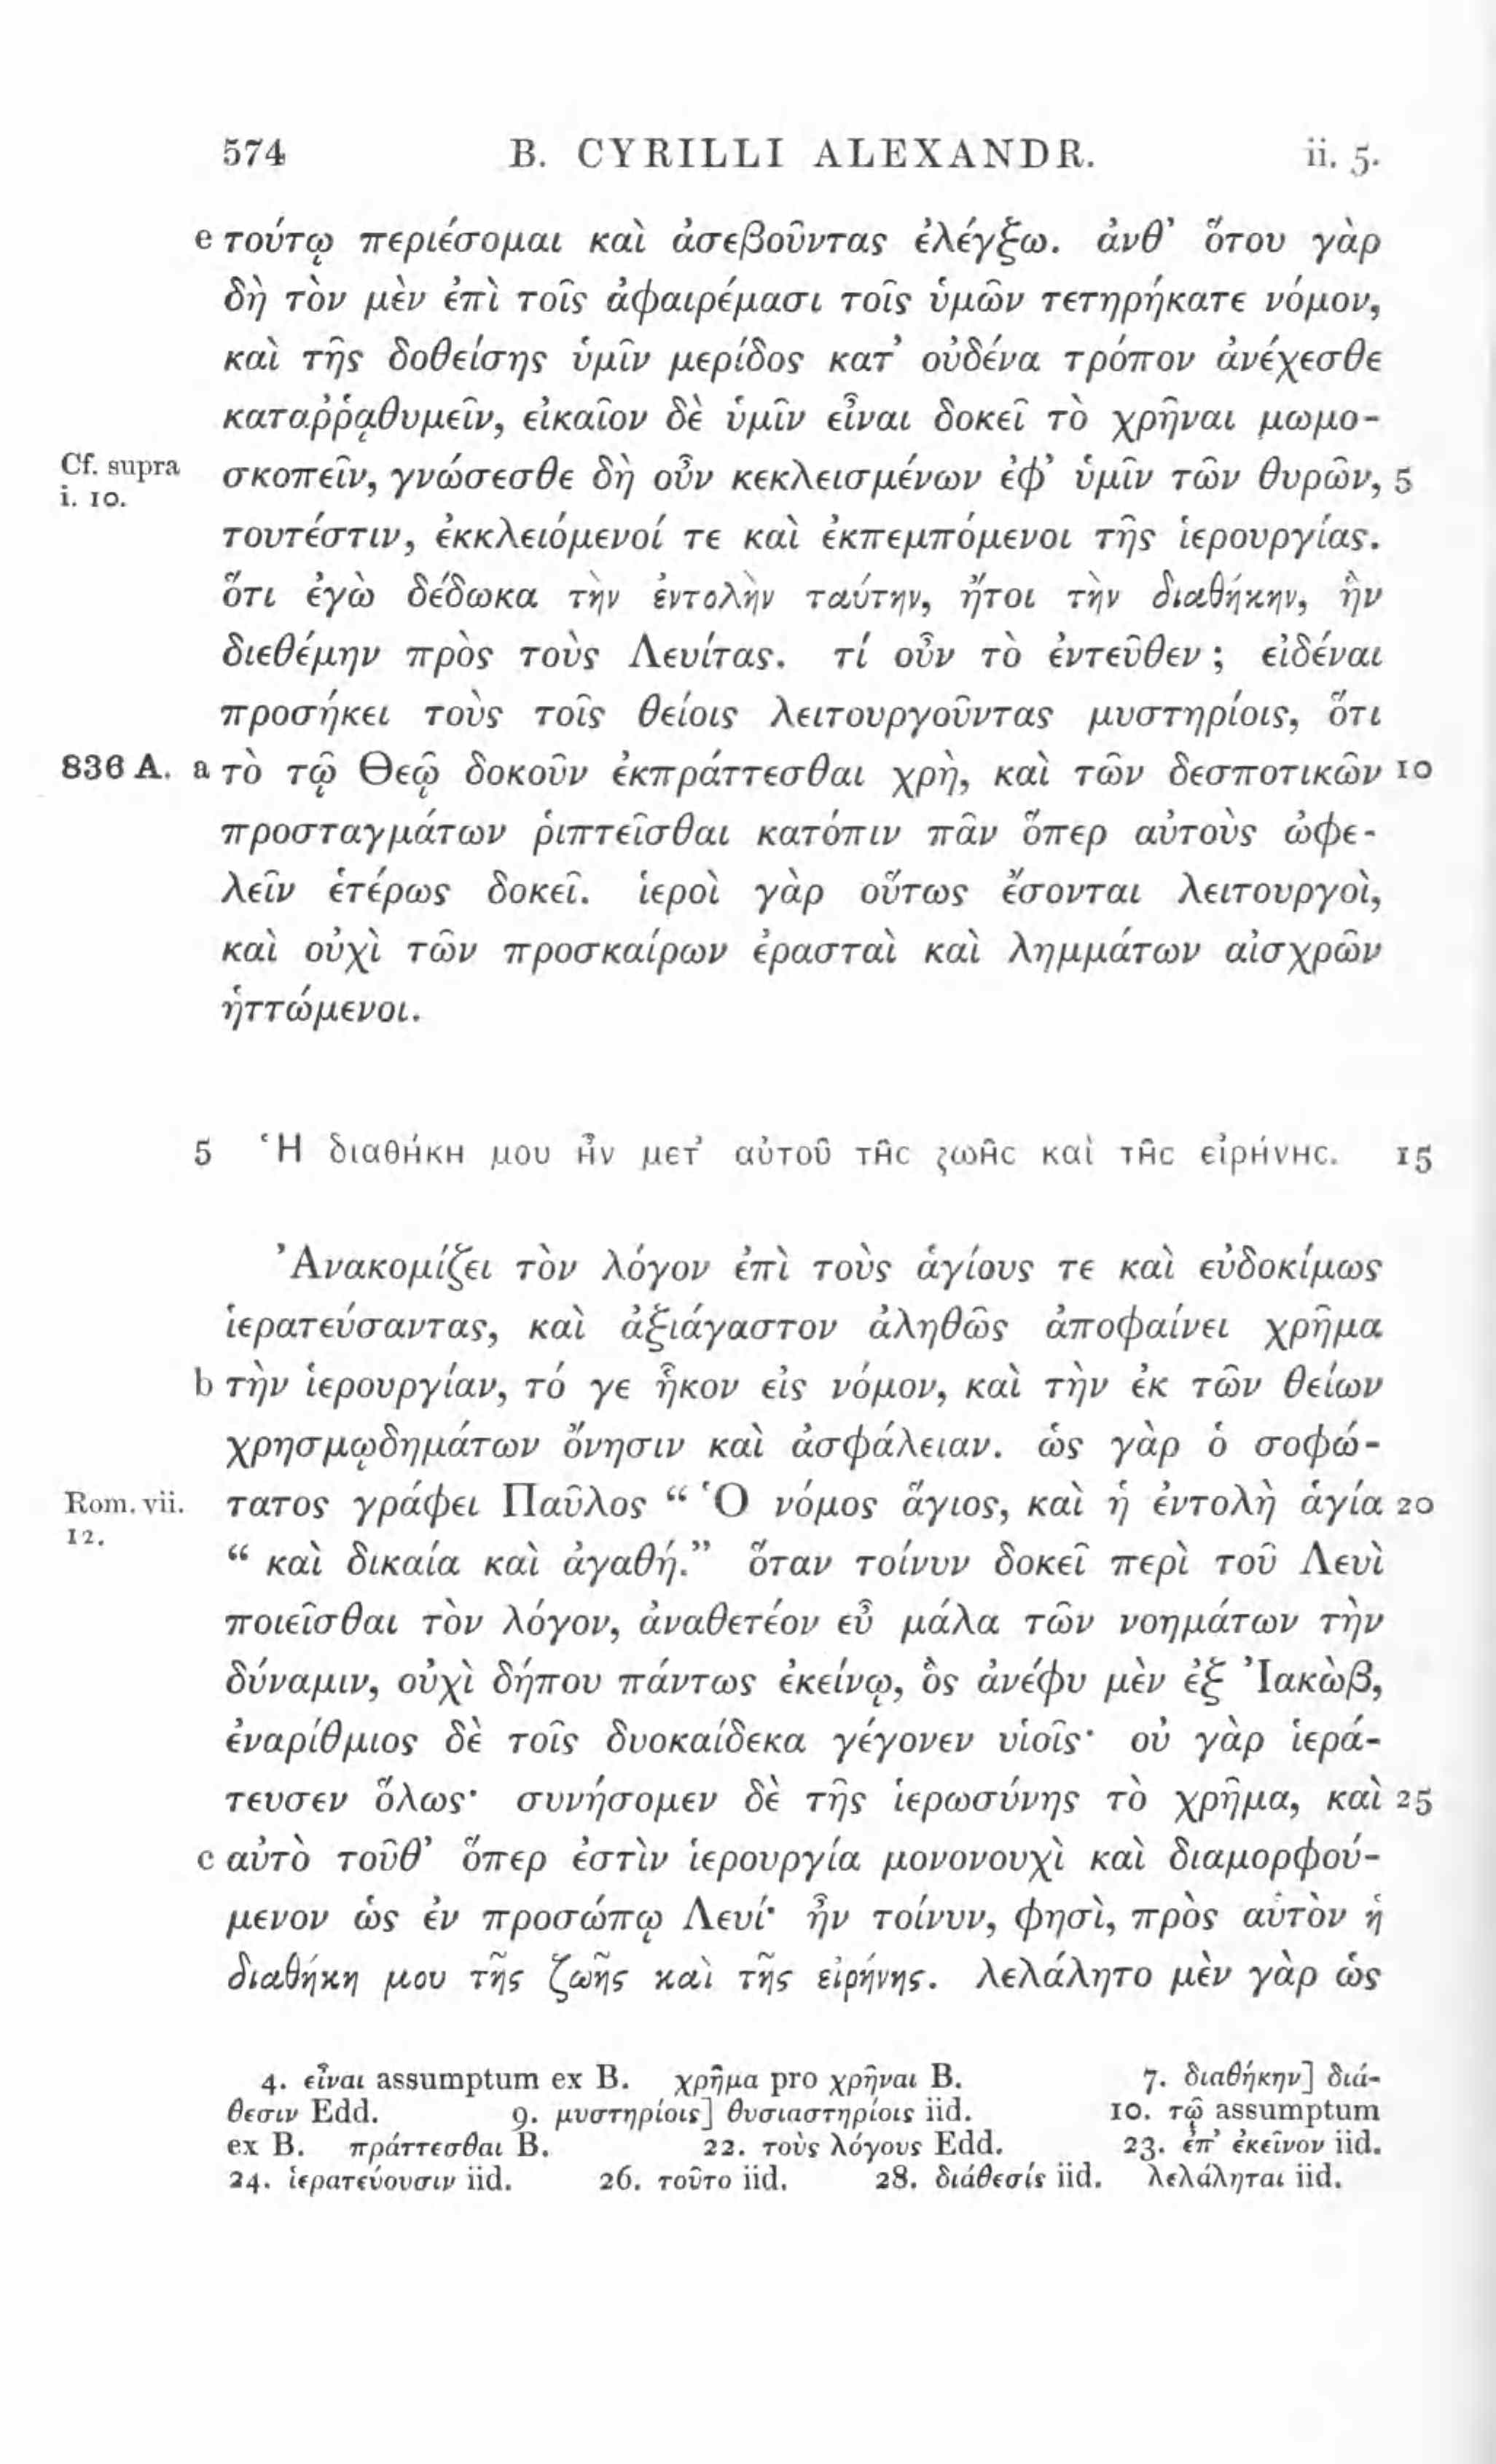 574 B. CYRILLI ALEXANDR. ii. 5.
e τούτῳ περιέσομαι καὶ ἀσεβοῦντας ἐλέγξω. ἀνθ' ὅτου γὰρ
δὴ τὸν μὲν ἐπὶ τοῖς ἀφαιρέμασι τοῖς ὑμῶν τετηρήκατε νόμον,
καὶ τῆς δοθείσης ὑμῖν μερίδος κατ' οὐδένα τρόπον ἀνέχεσθε
καταῤῥᾳθυμεῖν, εἰκαῖον δὲ ὑμῖν εἶναι δοκεῖ τὸ χρῆναι μωμο-
Cf. supra σκοπεῖν, γνώσεσθε δὴ οὖν κεκλεισμένων ἐφ' ὑμῖν τῶν θυρῶν, 5
i. 10.
τουτέστιν, ἐκκλειόμενοί τε καὶ ἐκπεμπόμενοι τῆς ἱερουργίας.
ὅτι ἐγὼ δέδωκα τὴν ἐντολὴν ταύτην, ἤτοι τὴν διαθήκην, ἣν
διεθέμην πρὸς τοὺς Λευίτας. τί οὖν τὸ ἐντεῦθεν; εἰδέναι
προσήκει τοὺς τοῖς θείοις λειτουργοῦντας μυστηρίοις, ὅτι
836 A. a τὸ τῷ Θεῷ δοκοῦν ἐκπράττεσθαι χρὴ, καὶ τῶν δεσποτικῶν 10
προσταγμάτων ῥιπτεῖσθαι κατόπιν πᾶν ὅπερ αὐτοὺς ὠφε-
λεῖν ἑτέρως δοκεῖ. ἱεροὶ γὰρ οὕτως ἔσονται λειτουργοὶ,
καὶ οὐχὶ τῶν προσκαίρων ἐρασταὶ καὶ λημμάτων αἰσχρῶν
ἡττώμενοι.
5 Ἡ διαθήκη μου ἦν μετ' αὐτοῦ τῆς ζωῆς καὶ τῆς εἰρήνης. 15
Ἀνακομίζει τὸν λόγον ἐπὶ τοὺς ἁγίους τε καὶ εὐδοκίμως
ἱερατεύσαντας, καὶ ἀξιάγαστον ἀληθῶς ἀποφαίνει χρῆμα
b τὴν ἱερουργίαν, τό γε ἧκον εἰς νόμον, καὶ τὴν ἐκ τῶν θείων
χρησμῳδημάτων ὄνησιν καὶ ἀσφάλειαν. ὡς γὰρ ὁ σοφώ-
Rom. vii. τατος γράφει Παῦλος “ Ὁ νόμος ἅγιος, καὶ ἡ ἐντολὴ ἁγία 20
12.
“ καὶ δικαία καὶ ἀγαθή.” ὅταν τοίνυν δοκεῖ περὶ τοῦ Λευὶ
ποιεῖσθαι τὸν λόγον, ἀναθετέον εὖ μάλα τῶν νοημάτων τὴν
δύναμιν, οὐχὶ δήπου πάντως ἐκείνῳ, ὃς ἀνέφυ μὲν ἐξ Ἰακὼβ,
ἐναρίθμιος δὲ τοῖς δυοκαίδεκα γέγονεν υἱοῖς· οὐ γὰρ ἱερά-
τευσεν ὅλως· συνήσομεν δὲ τῆς ἱερωσύνης τὸ χρῆμα, καὶ 25
c αὐτὸ τοῦθ' ὅπερ ἐστὶν ἱερουργία μονονουχὶ καὶ διαμορφού-
μενον ὡς ἐν προσώπῳ Λευί· ἦν τοίνυν, φησὶ, πρὸς αὐτὸν ἡ
διαθήκη μου τῆς ζωῆς καὶ τῆς εἰρήνης. λελάλητο μὲν γὰρ ὡς
4. εἶναι assumptum ex B. χρῆμα pro χρῆναι B. 7. διαθήκην] διά-
θεσιν Edd. 9. μυστηρίοις] θυσιαστηρίοις iid. 10. τῷ assumptum
ex B. πράττεσθαι B. 22. τοὺς λόγους Edd. 23. ἐπ' ἐκεῖνον iid.
24. ἱερατεύουσιν iid. 26. τοῦτο iid. 28. διάθεσίς iid. λελάληται iid.